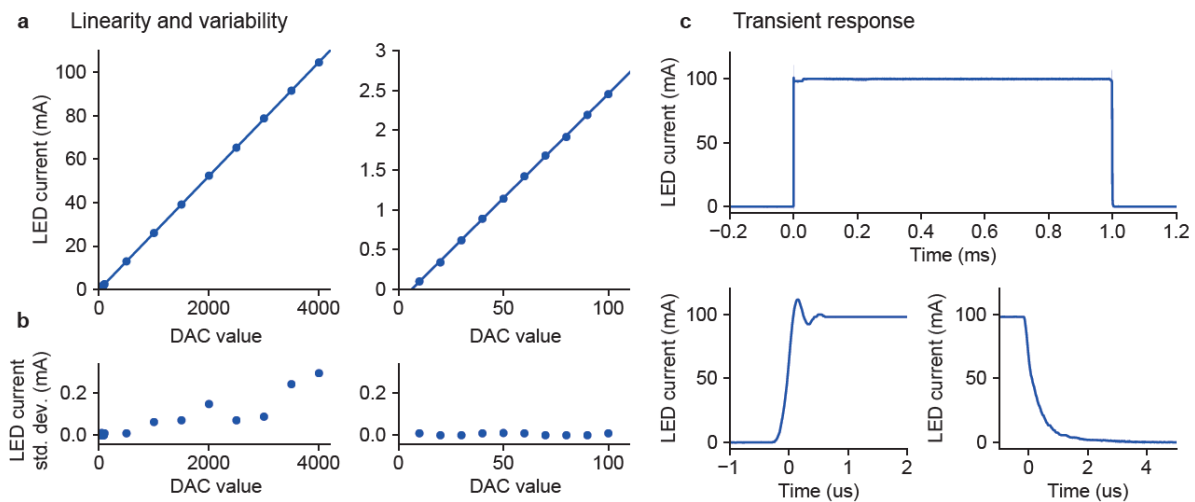 a Linearity and variability
LED current (mA)
100
80
60
40
20
0
0 2000 4000
DAC value
3
2.5
2
1.5
1
0.5
0
0 50 100
DAC value
b
LED current
std. dev. (mA)
0.2
0.0
0 2000 4000
DAC value
0.2
0.0
0 50 100
DAC value
c Transient response
LED current (mA)
100
50
0
−0.2 0.0 0.2 0.4 0.6 0.8 1.0 1.2
Time (ms)
LED current (mA)
100
50
0
−1 0 1 2
Time (us)
LED current (mA)
100
50
0
0 2 4
Time (us)